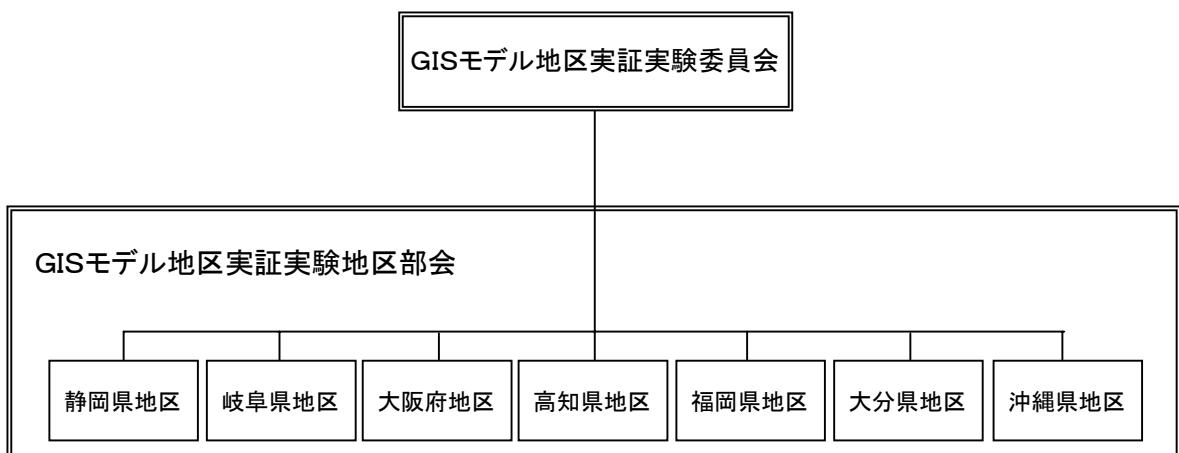 GISモデル地区実証実験委員会
GISモデル地区実証実験地区部会
静岡県地区
岐阜県地区
大阪府地区
高知県地区
福岡県地区
大分県地区
沖縄県地区